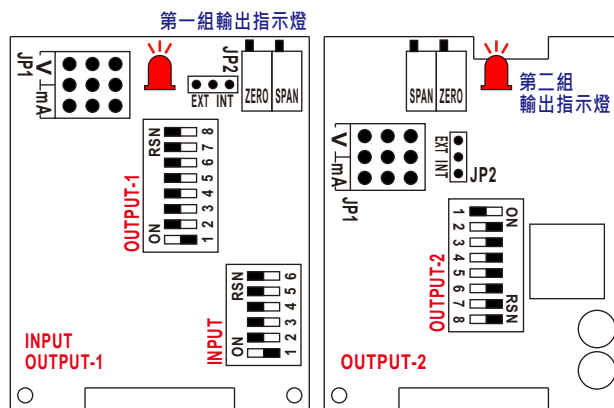 第一組輸出指示燈
JP1
V
mA
JP2
EXT INT
ZERO
SPAN
OUTPUT-1
RSN
ON
8
7
6
5
4
3
2
1
INPUT
RSN
ON
6
5
4
3
2
1
INPUT
OUTPUT-1
SPAN
ZERO
第二組
輸出指示燈
V
mA
JP1
EXT INT
JP2
OUTPUT-2
ON
RSN
1
2
3
4
5
6
7
8
OUTPUT-2